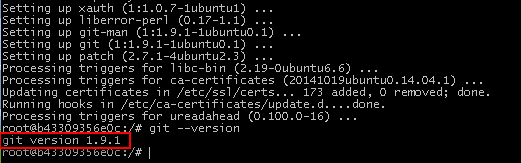 Setting up xauth (1:1.0.7-1ubuntu1) ...
Setting up liberror-perl (0.17-1.1) ...
Setting up git-man (1:1.9.1-1ubuntu0.1) ...
Setting up git (1:1.9.1-1ubuntu0.1) ...
Setting up patch (2.7.1-4ubuntu2.3) ...
Processing triggers for libc-bin (2.19-0ubuntu6.6) ...
Processing triggers for ca-certificates (20141019ubuntu0.14.04.1) ...
Updating certificates in /etc/ssl/certs... 173 added, 0 removed; done.
Running hooks in /etc/ca-certificates/update.d....done.
Processing triggers for ureadahead (0.100.0-16) ...
root@b43309356e0c:/# git --version
git version 1.9.1
root@b43309356e0c:/#